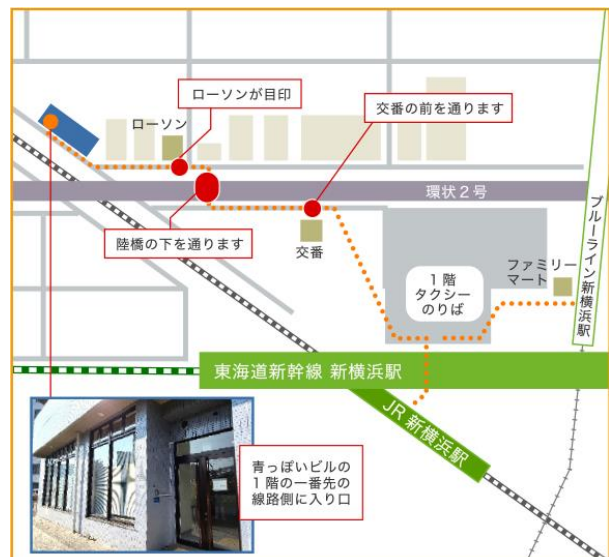 ローソンが目印
交番の前を通ります
ローソン
環状2号
陸橋の下を通ります
交番
ブルーライン新横浜駅
ファミリー
マート
1階
タクシー
のりば
東海道新幹線 新横浜駅
JR 新横浜駅
青っぽいビルの
1階の一番先の
線路側に入り口